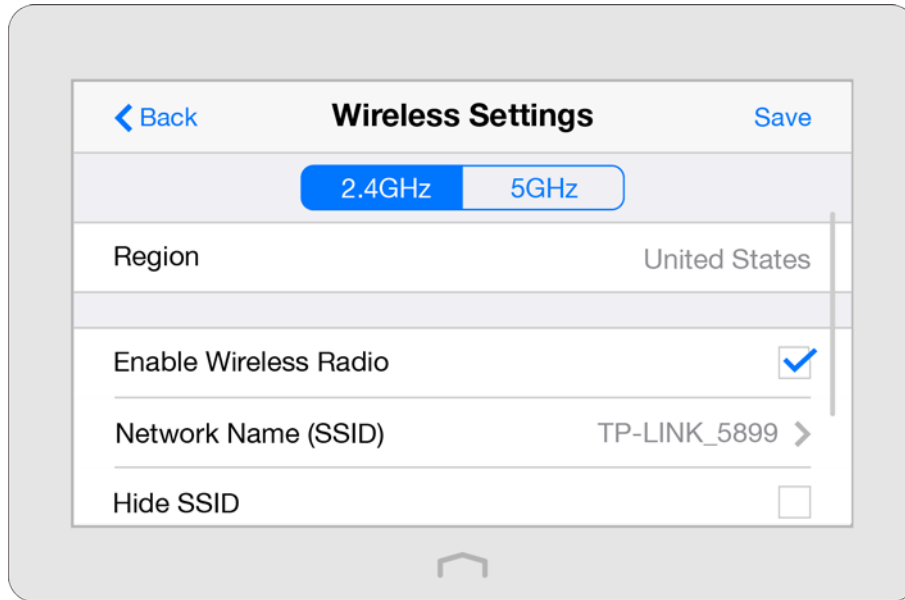 Back Wireless Settings Save
2.4GHz 5GHz
Region United States
Enable Wireless Radio
Network Name (SSID) TP-LINK_5899
Hide SSID